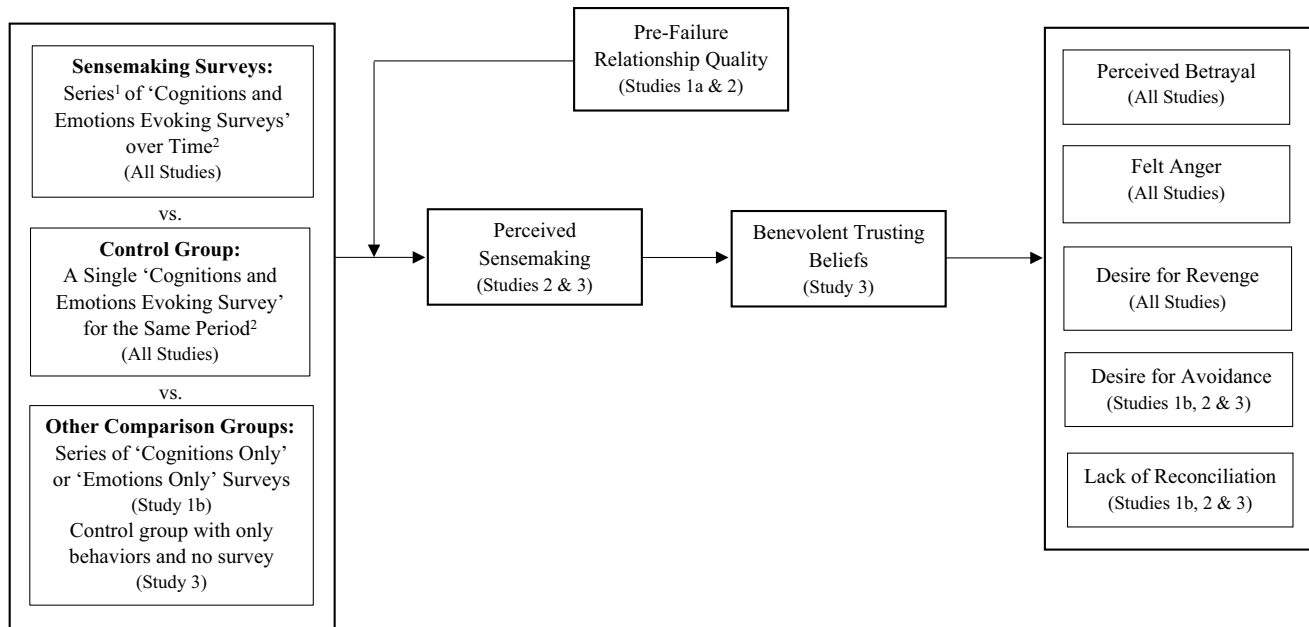 Sensemaking Surveys:
Series¹ of ‘Cognitions and
Emotions Evoking Surveys’
over Time²
(All Studies)
vs.
Control Group:
A Single ‘Cognitions and
Emotions Evoking Survey’
for the Same Period²
(All Studies)
vs.
Other Comparison Groups:
Series of ‘Cognitions Only’
or ‘Emotions Only’ Surveys
(Study 1b)
Control group with only
behaviors and no survey
(Study 3)
Pre-Failure
Relationship Quality
(Studies 1a & 2)
Perceived
Sensemaking
(Studies 2 & 3)
Benevolent Trusting
Beliefs
(Study 3)
Perceived Betrayal
(All Studies)
Felt Anger
(All Studies)
Desire for Revenge
(All Studies)
Desire for Avoidance
(Studies 1b, 2 & 3)
Lack of Reconciliation
(Studies 1b, 2 & 3)